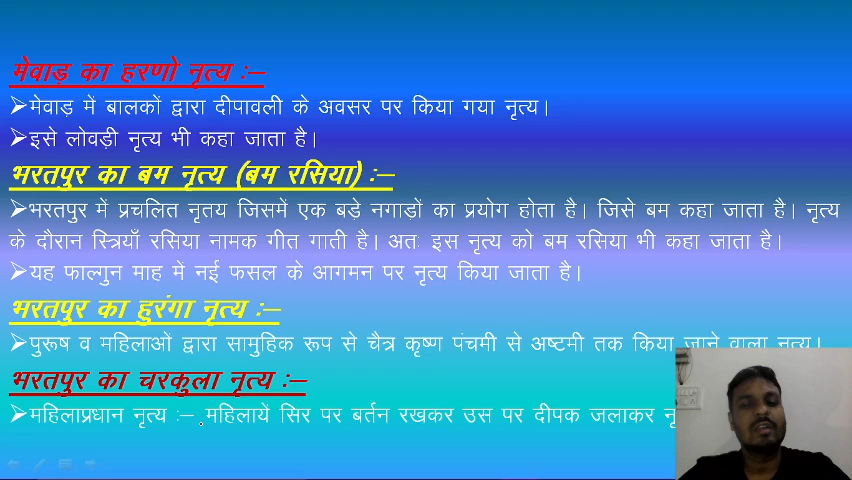 मेवाड़ का हरणो नृत्य :–
➢मेवाड़ में बालकों द्वारा दीपावली के अवसर पर किया गया नृत्य।
➢इसे लोवड़ी नृत्य भी कहा जाता है।
भरतपुर का बम नृत्य (बम रसिया) :–
➢भरतपुर में प्रचलित नृतय जिसमें एक बड़े नगाड़ों का प्रयोग होता है। जिसे बम कहा जाता है। नृत्य
के दौरान स्त्रियाँ रसिया नामक गीत गाती है। अतः इस नृत्य को बम रसिया भी कहा जाता है।
➢यह फाल्गुन माह में नई फसल के आगमन पर नृत्य किया जाता है।
भरतपुर का हुरंगा नृत्य :–
➢पुरूष व महिलाओं द्वारा सामुहिक रूप से चैत्र कृष्ण पंचमी से अष्टमी तक किया जाने वाला नृत्य।
भरतपुर का चरकुला नृत्य :–
➢महिलाप्रधान नृत्य :– महिलायें सिर पर बर्तन रखकर उस पर दीपक जलाकर